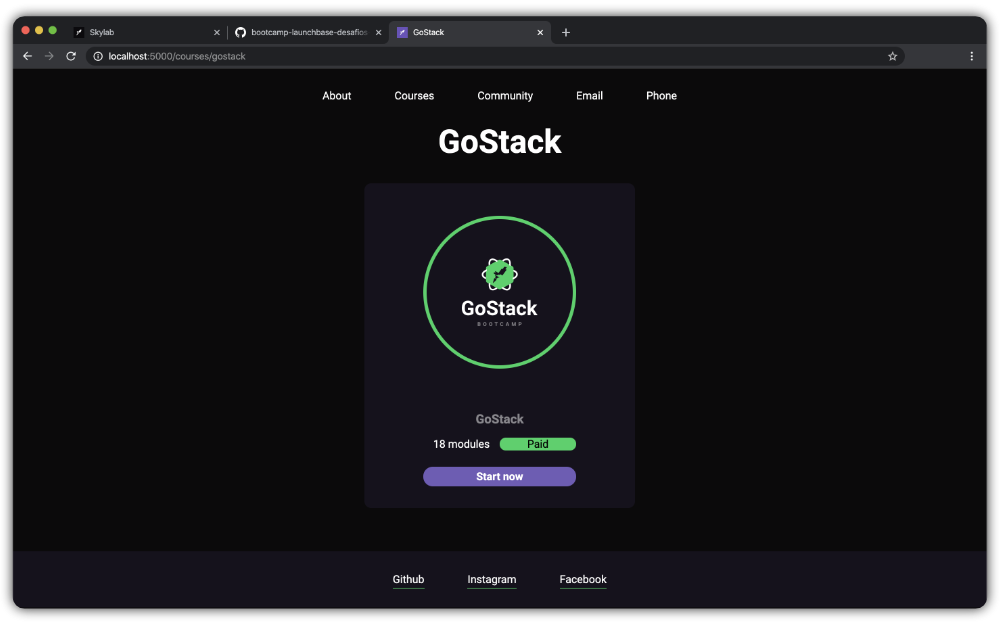 Skylab
bootcamp-launchbase-desafios
GoStack
localhost:5000/courses/gostack
About Courses Community Email Phone
GoStack
GoStack
BOOTCAMP
GoStack
18 modules Paid
Start now
Github Instagram Facebook